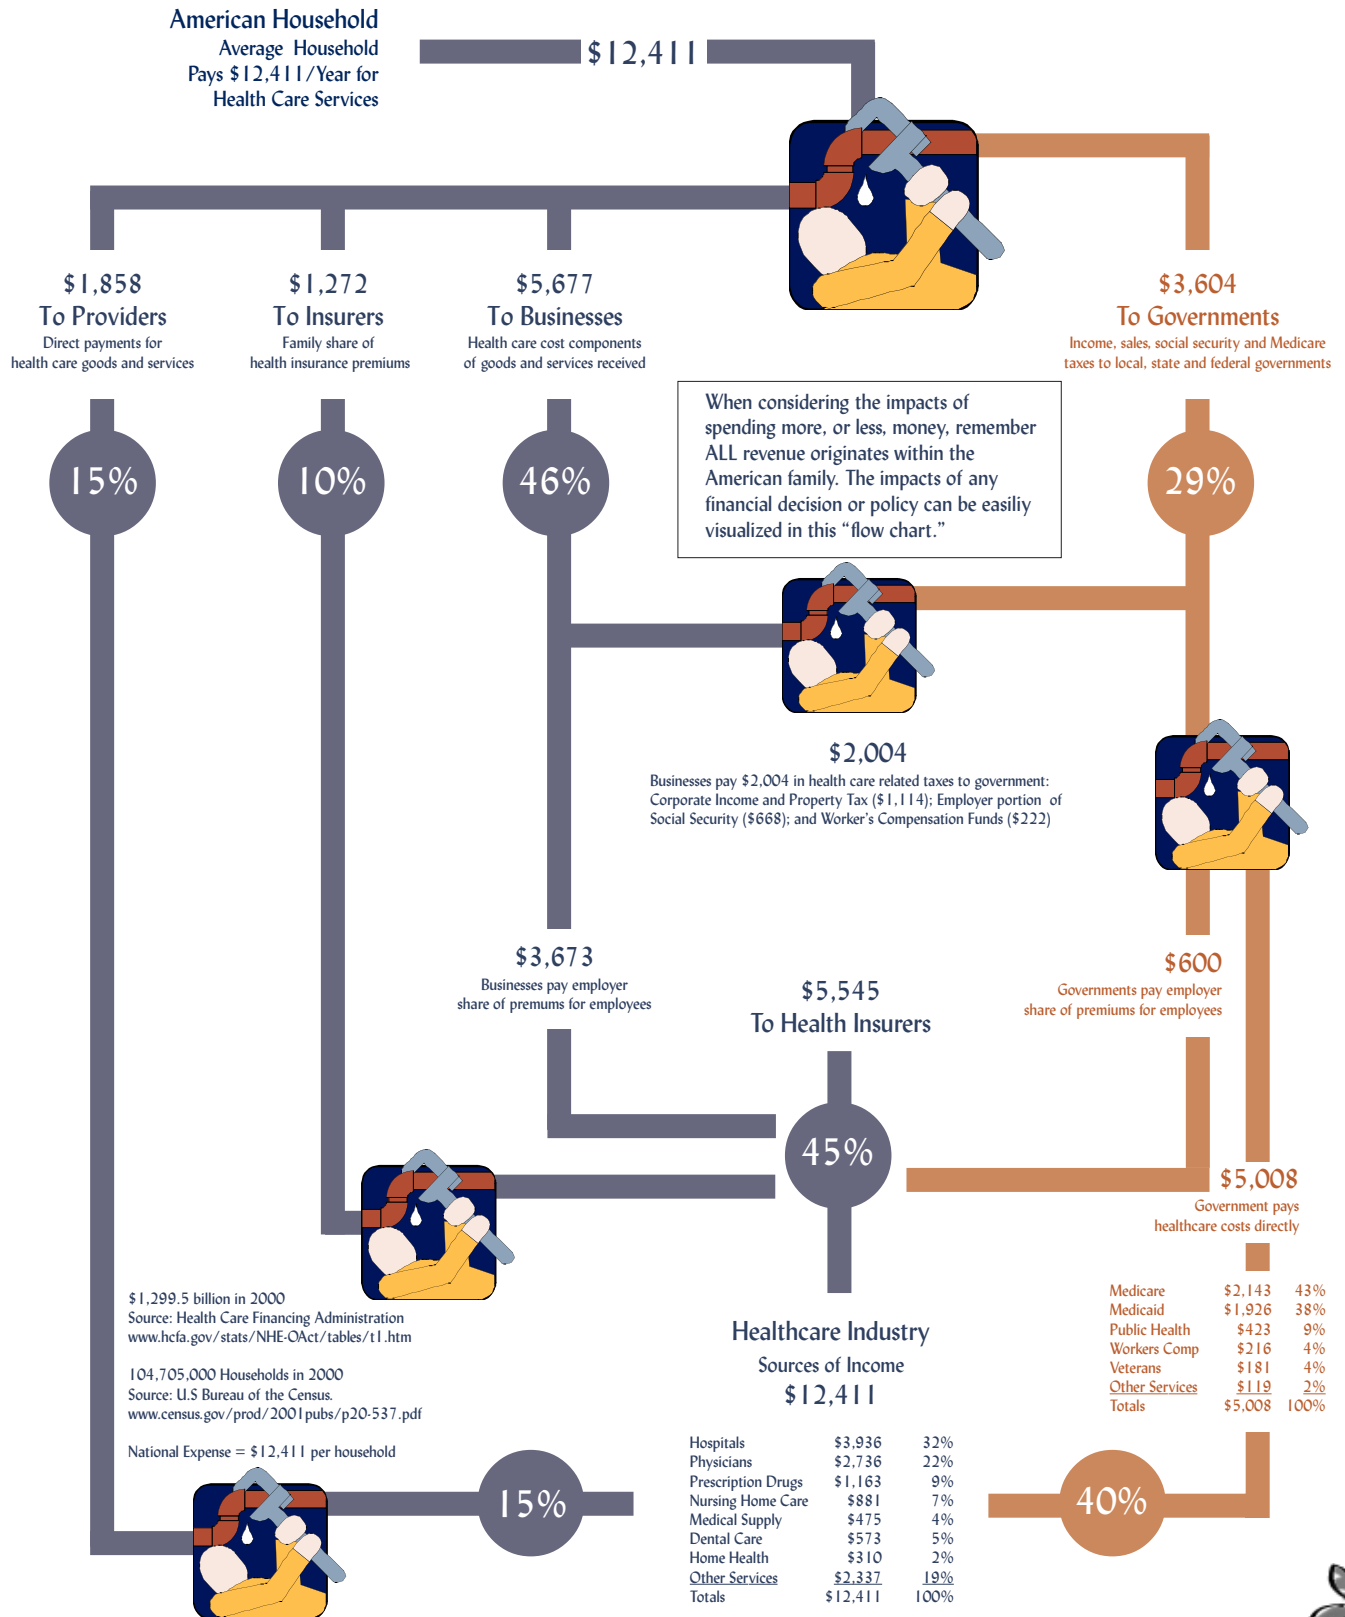 American Household
Average Household
Pays $12,411/Year for
Health Care Services
$12,411
$1,858
To Providers
Direct payments for
health care goods and services
$1,272
To Insurers
Family share of
health insurance premiums
$5,677
To Businesses
Health care cost components
of goods and services received
$3,604
To Governments
Income, sales, social security and Medicare
taxes to local, state and federal governments
When considering the impacts of
spending more, or less, money, remember
ALL revenue originates within the
American family. The impacts of any
financial decision or policy can be easiliy
visualized in this “flow chart.”
15%
10%
46%
29%
$2,004
Businesses pay $2,004 in health care related taxes to government:
Corporate Income and Property Tax ($1,114); Employer portion of
Social Security ($668); and Worker's Compensation Funds ($222)
$3,673
Businesses pay employer
share of premums for employees
$5,545
To Health Insurers
$600
Governments pay employer
share of premiums for employees
45%
$5,008
Government pays
healthcare costs directly
Medicare $2,143 43%
Medicaid $1,926 38%
Public Health $423 9%
Workers Comp $216 4%
Veterans $181 4%
Other Services $119 2%
Totals $5,008 100%
$1,299.5 billion in 2000
Source: Health Care Financing Administration
www.hcfa.gov/stats/NHE-OAct/tables/t1.htm
104,705,000 Households in 2000
Source: U.S Bureau of the Census.
www.census.gov/prod/2001pubs/p20-537.pdf
National Expense = $12,411 per household
Healthcare Industry
Sources of Income
$12,411
Hospitals $3,936 32%
Physicians $2,736 22%
Prescription Drugs $1,163 9%
Nursing Home Care $881 7%
Medical Supply $475 4%
Dental Care $573 5%
Home Health $310 2%
Other Services $2,337 19%
Totals $12,411 100%
15%
40%